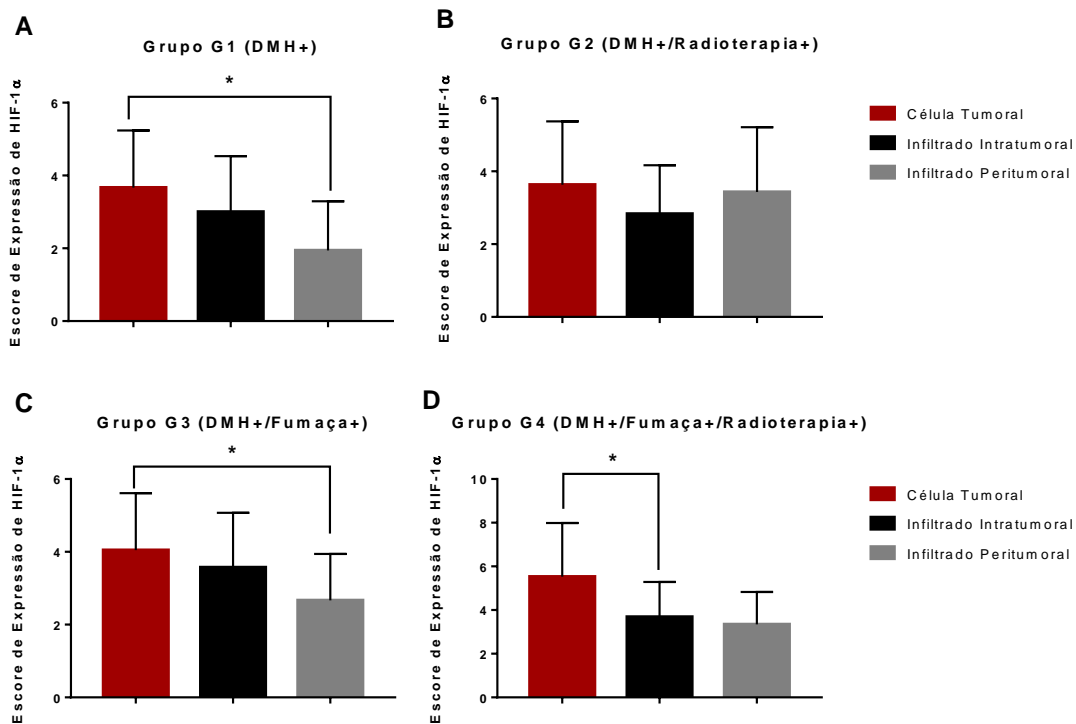 A
Grupo G1 (DMH+)
Escore de Expressão de HIF-1α
*
6
4
2
0
B
Grupo G2 (DMH+/Radioterapia+)
Escore de Expressão de HIF-1α
6
4
2
0
Célula Tumoral
Infiltrado Intratumoral
Infiltrado Peritumoral
C
Grupo G3 (DMH+/Fumaça+)
Escore de Expressão de HIF-1α
*
6
4
2
0
D
Grupo G4 (DMH+/Fumaça+/Radioterapia+)
Escore de Expressão de HIF-1α
*
10
8
6
4
2
0
Célula Tumoral
Infiltrado Intratumoral
Infiltrado Peritumoral